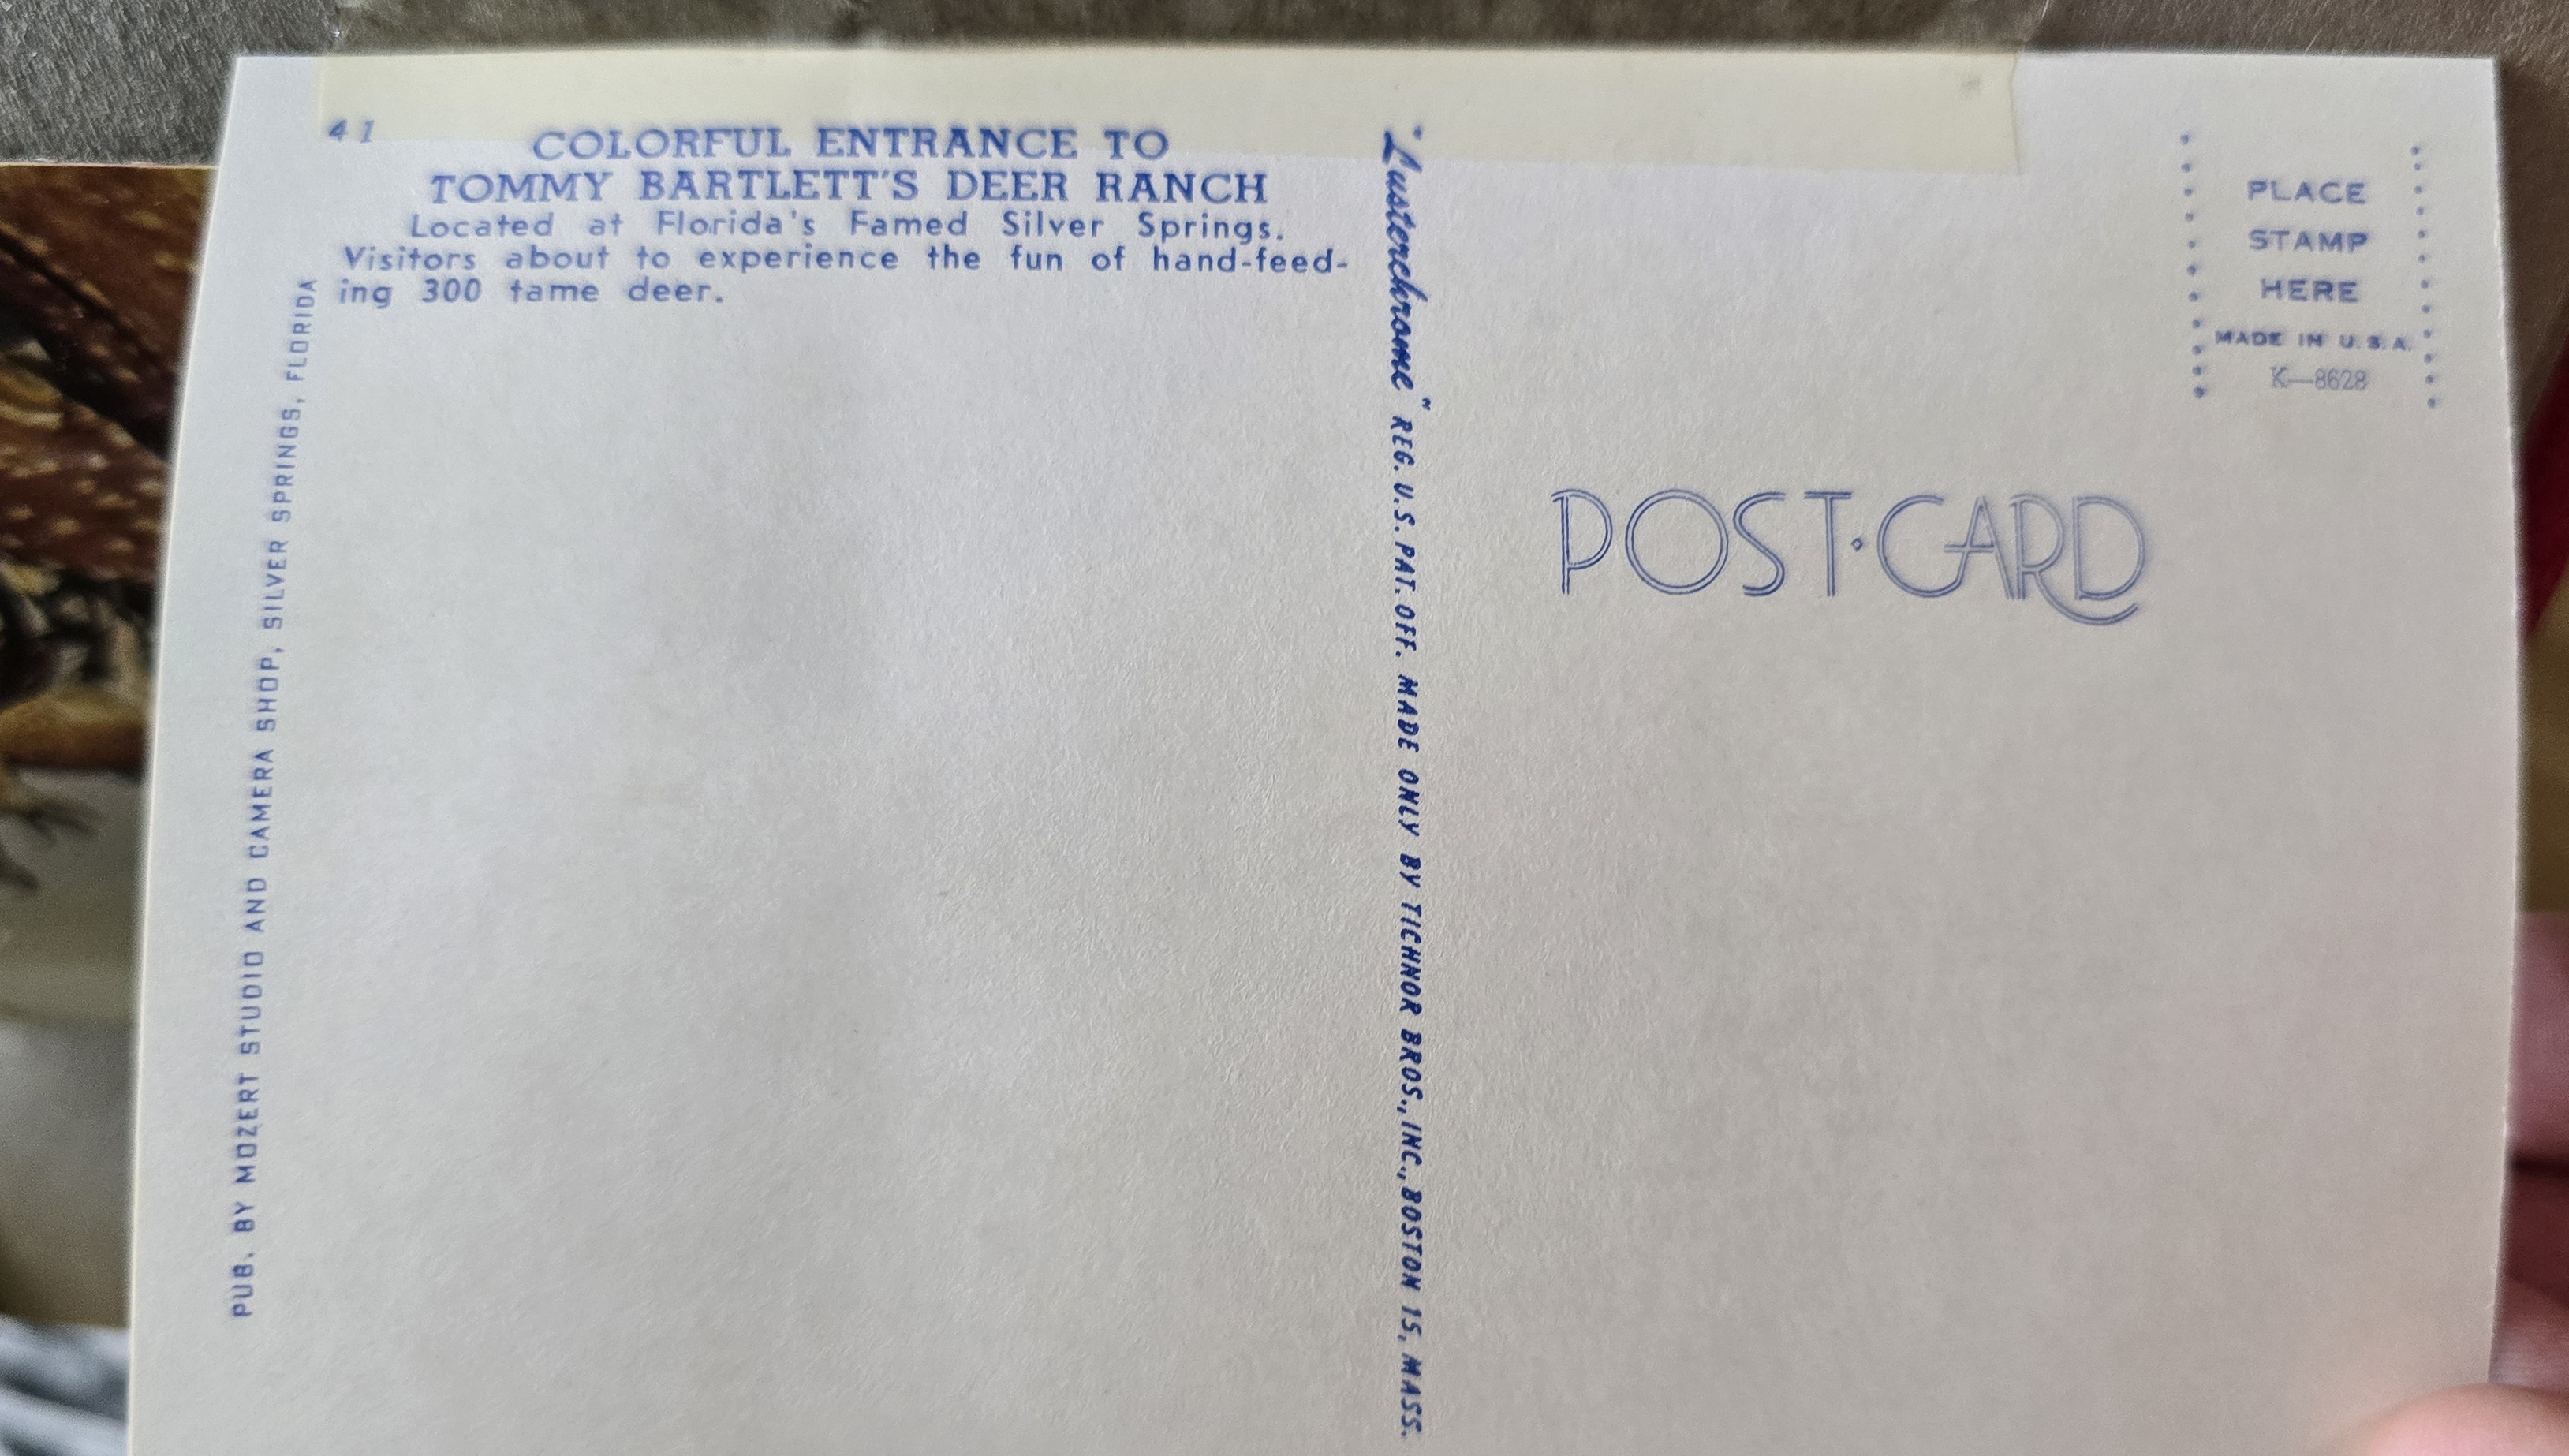 41
COLORFUL ENTRANCE TO
TOMMY BARTLETT'S DEER RANCH
Located at Florida's Famed Silver Springs.
Visitors about to experience the fun of hand-feed-
ing 300 tame deer.
PUB. BY MOZERT STUDIO AND CAMERA SHOP, SILVER SPRINGS, FLORIDA
"Lusterchrome" REG. U.S. PAT. OFF. MADE ONLY BY TICHNOR BROS., INC., BOSTON 15, MASS.
PLACE
STAMP
HERE
MADE IN U.S.A.
K—8628
POST·CARD